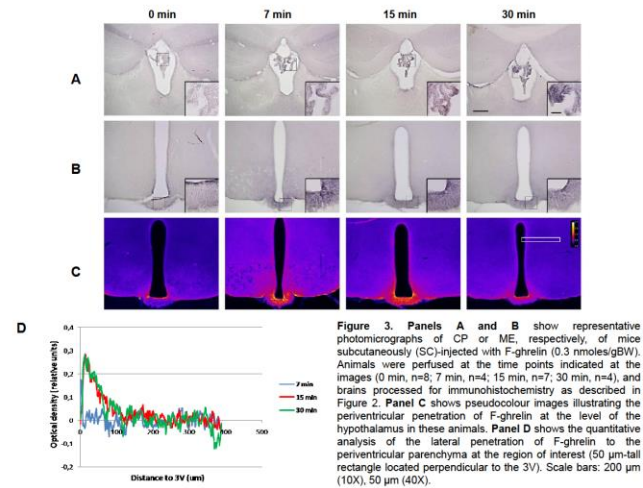 0 min 7 min 15 min 30 min
A
B
C
D
0,4
0,3
0,2
0,1
0
-0,1
0,2
Optical density ( relative units)
100 200 300 400 500
Distance to 3V (um)
7 min
15 min
30 min
Figure 3. Panels A and B show representative
photomicrographs of CP or ME, respectively, of mice
subcutaneously (SC)-injected with F-ghrelin (0.3 nmoles/gBW).
Animals were perfused at the time points indicated at the
images (0 min, n=8; 7 min, n=4; 15 min, n=7; 30 min, n=4), and
brains pocessed for immunohistochemistry as described in
Figure 2. Panel C shows pseudocolour images illustrating the
periventricular penetration of F-ghrelin at the level of the
hypothalamus in these animals. Panel D shows the quantitative
analysis of the lateral penetration of F-ghrelin to the
periventricular parenchyma at the region of interest (50 μm-tall
rectangle located perpendicular to the 3V). Scale bars: 200 μm
(10X), 50 μm (40X).